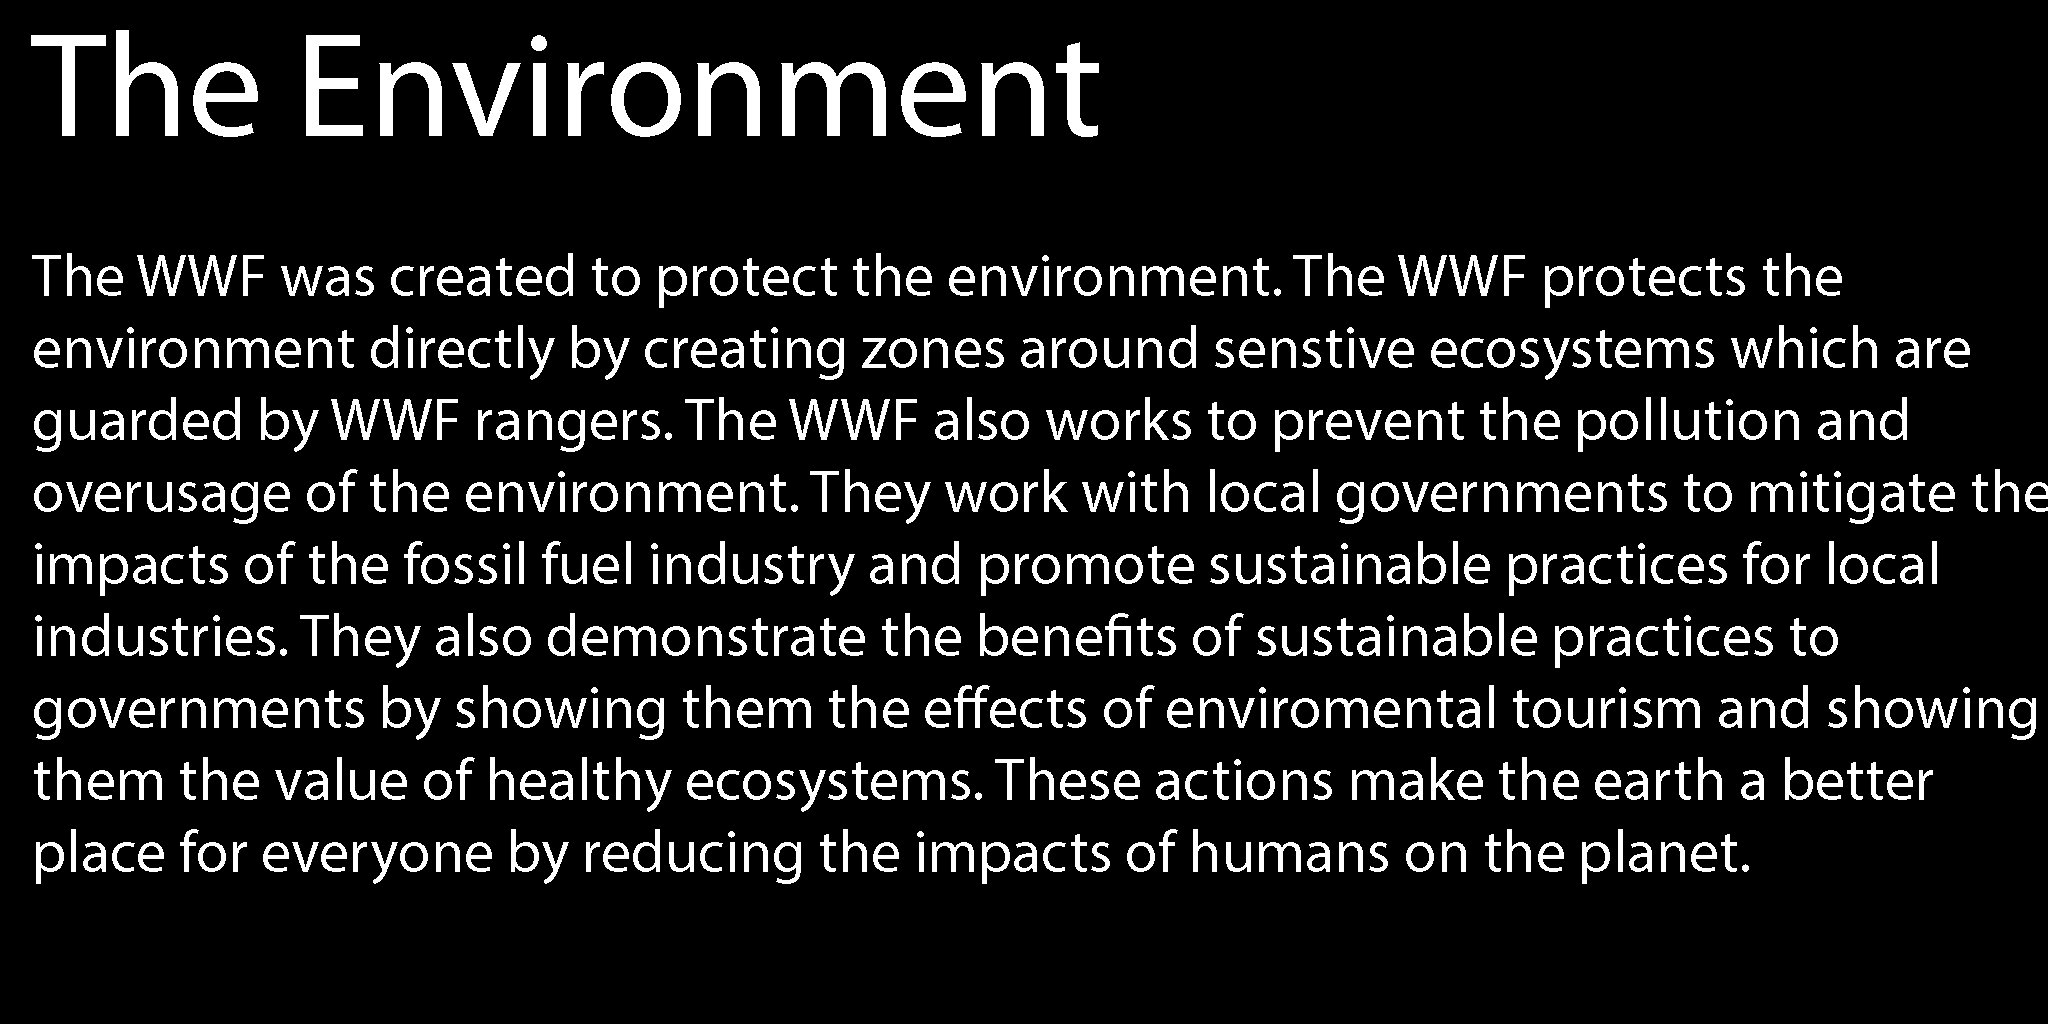 The Environment
The WWF was created to protect the environment. The WWF protects the
environment directly by creating zones around senstive ecosystems which are
guarded by WWF rangers. The WWF also works to prevent the pollution and
overusage of the environment. They work with local governments to mitigate the
impacts of the fossil fuel industry and promote sustainable practices for local
industries. They also demonstrate the benefits of sustainable practices to
governments by showing them the effects of enviromental tourism and showing
them the value of healthy ecosystems. These actions make the earth a better
place for everyone by reducing the impacts of humans on the planet.